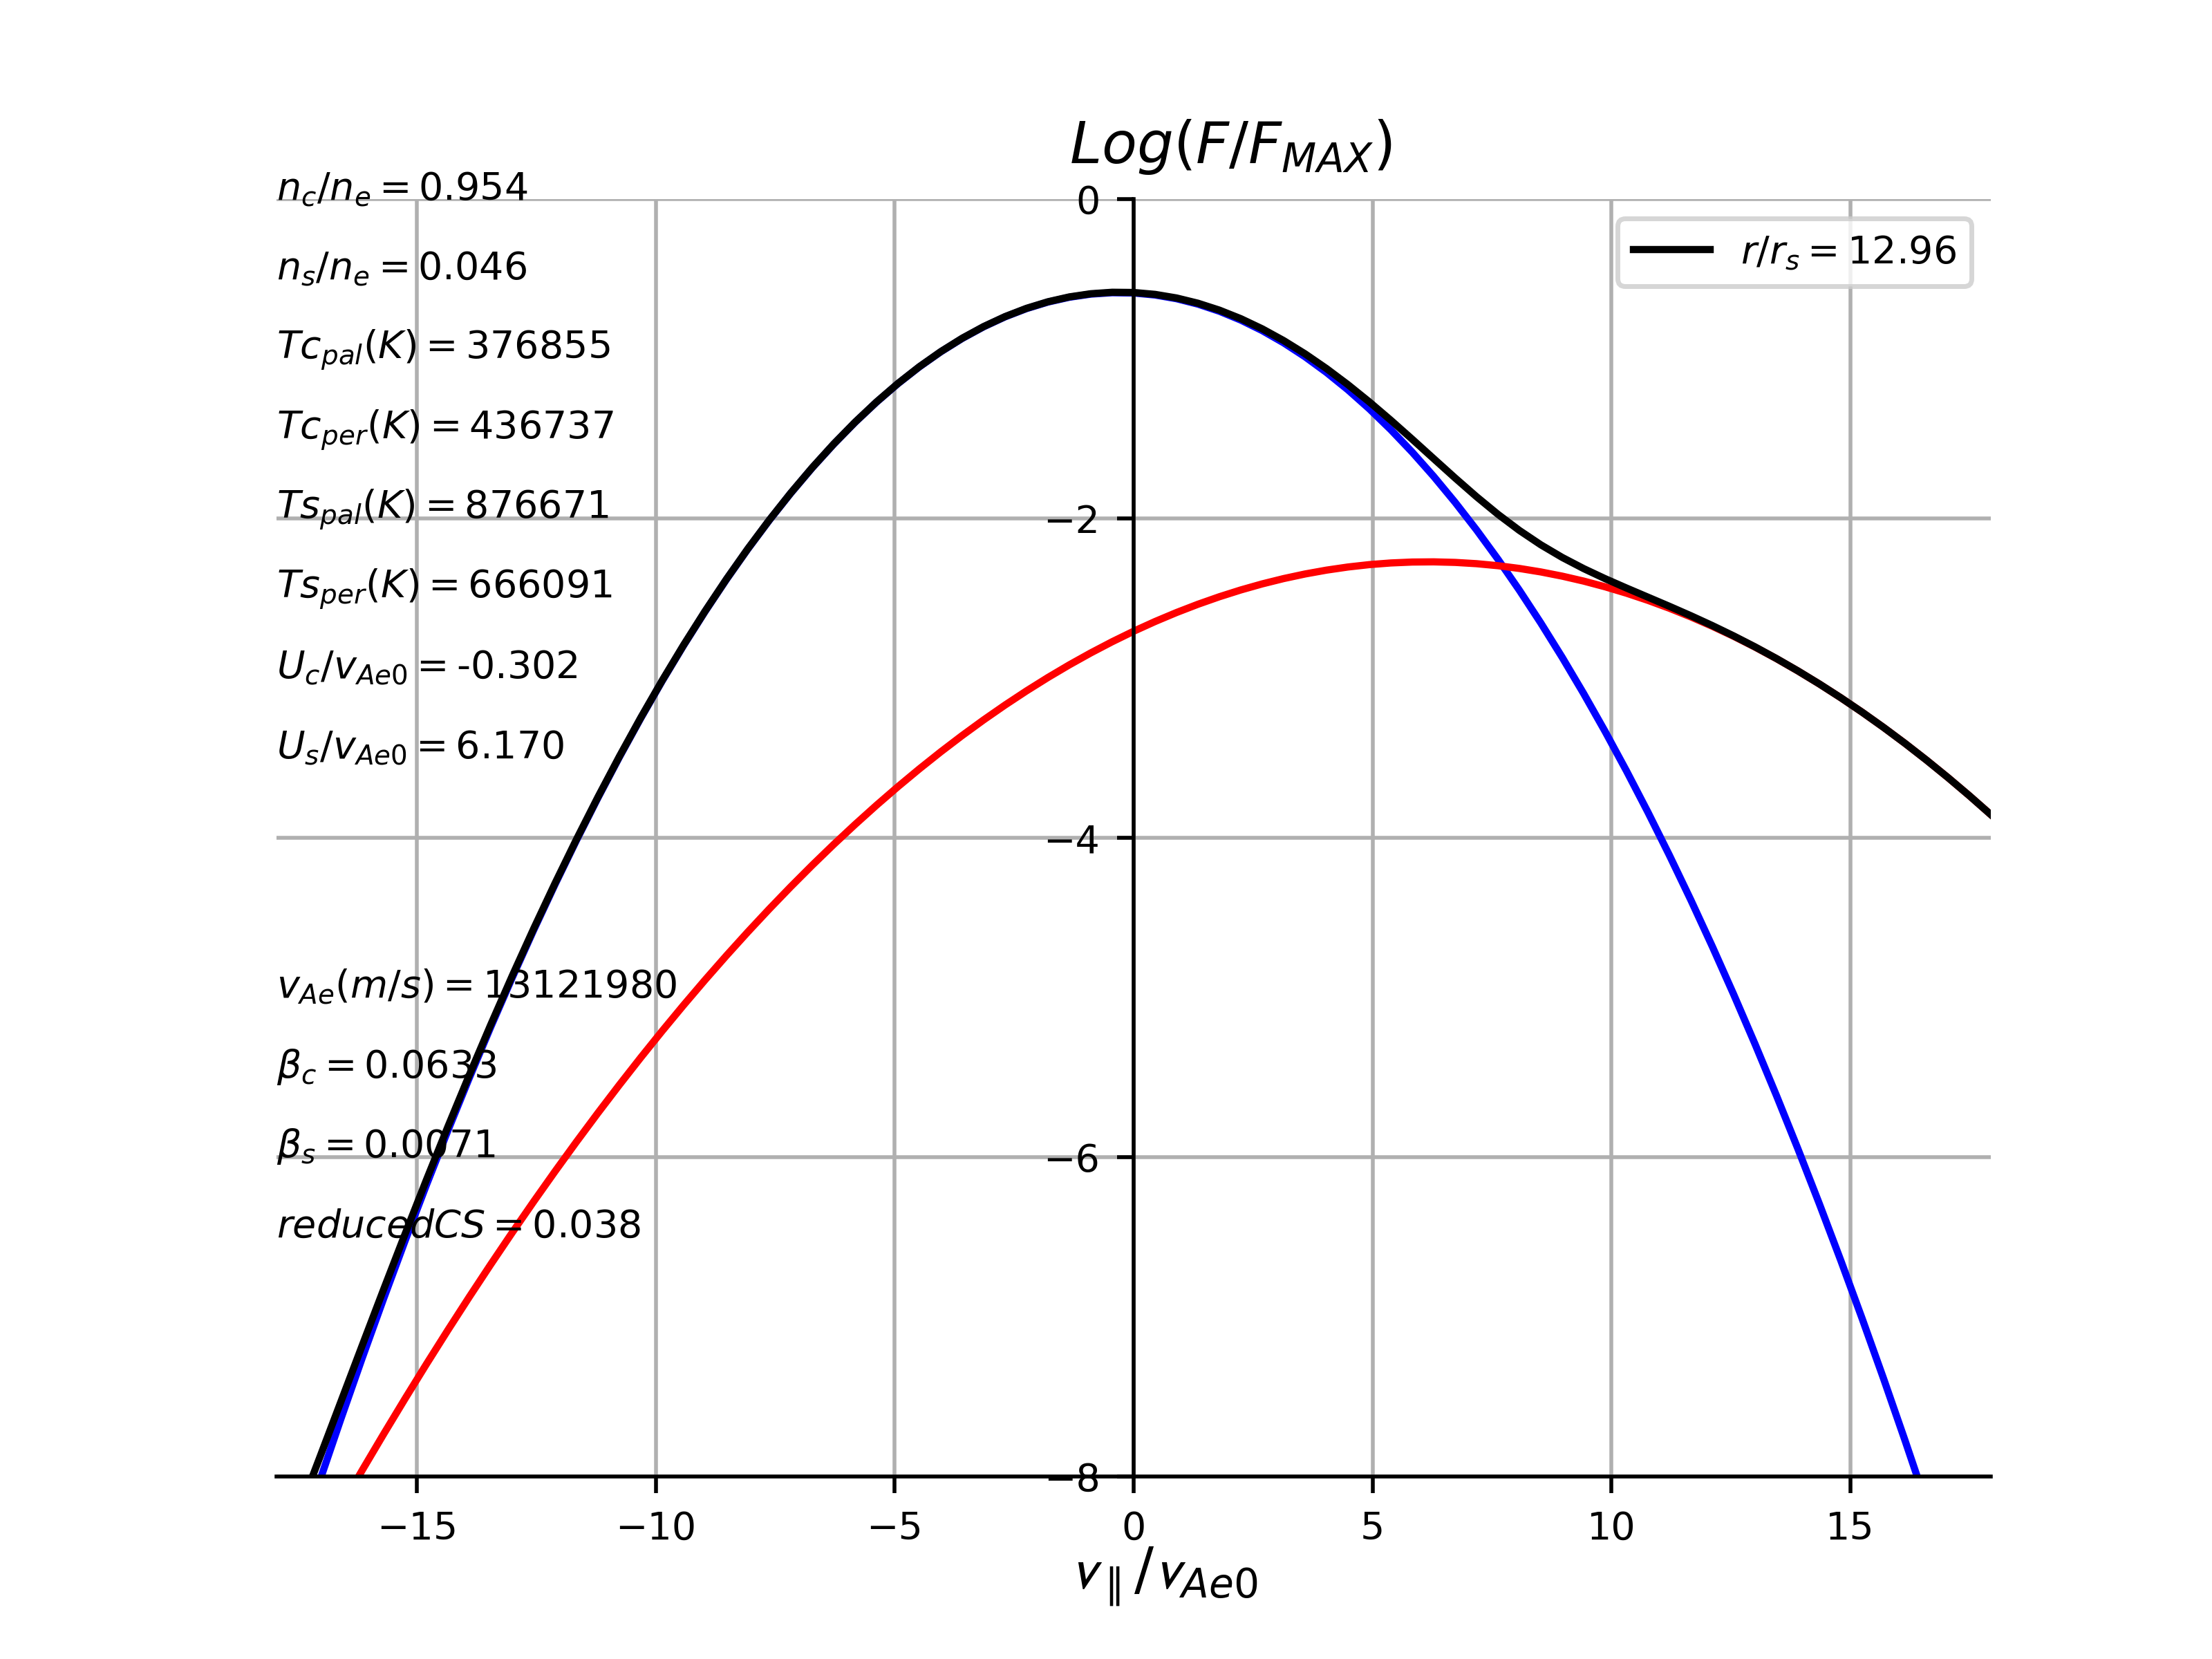 Log(F/F_MAX)
n_c/n_e = 0.954
n_s/n_e = 0.046
Tc_pal(K) = 376855
Tc_per(K) = 436737
Ts_pal(K) = 876671
Ts_per(K) = 666091
U_c/v_Ae0 = -0.302
U_s/v_Ae0 = 6.170
v_Ae(m/s) = 13121980
β_c = 0.0633
β_s = 0.0071
reducedCS = 0.038
r/r_s = 12.96
0
−2
−4
−6
−8
−15 −10 −5 0 5 10 15
v_∥/v_Ae0